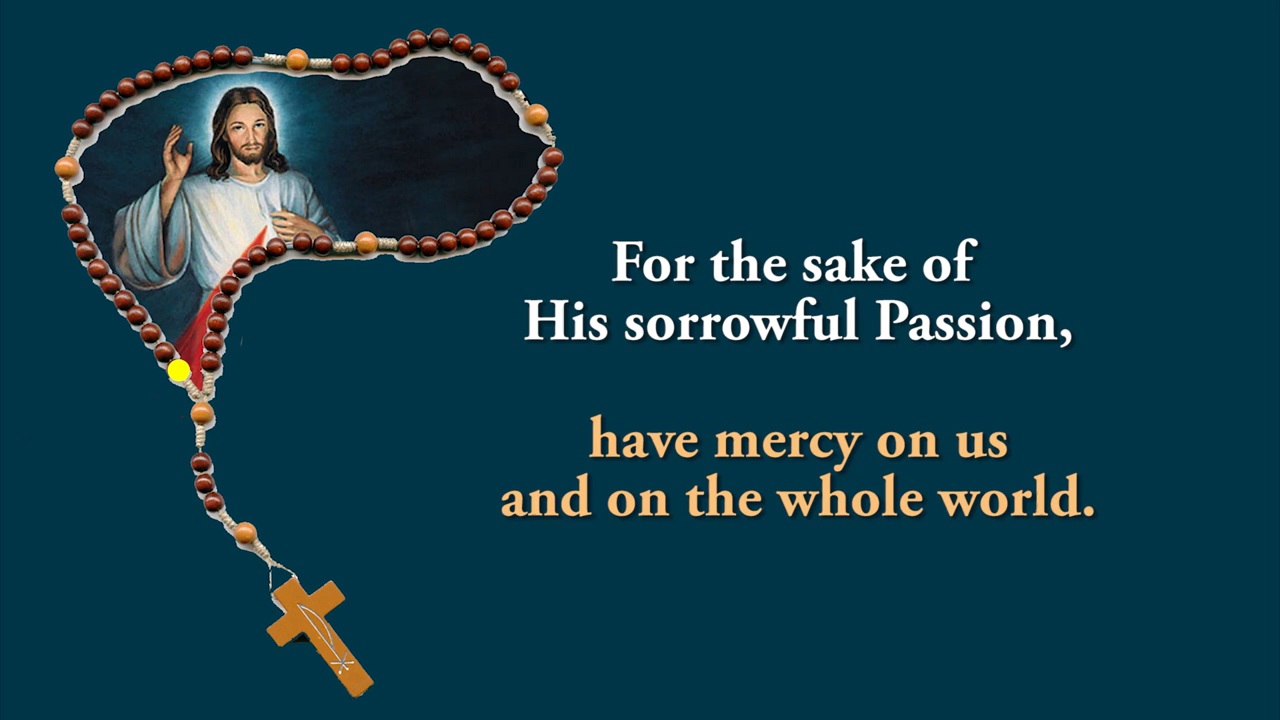 For the sake of
His sorrowful Passion,
have mercy on us
and on the whole world.